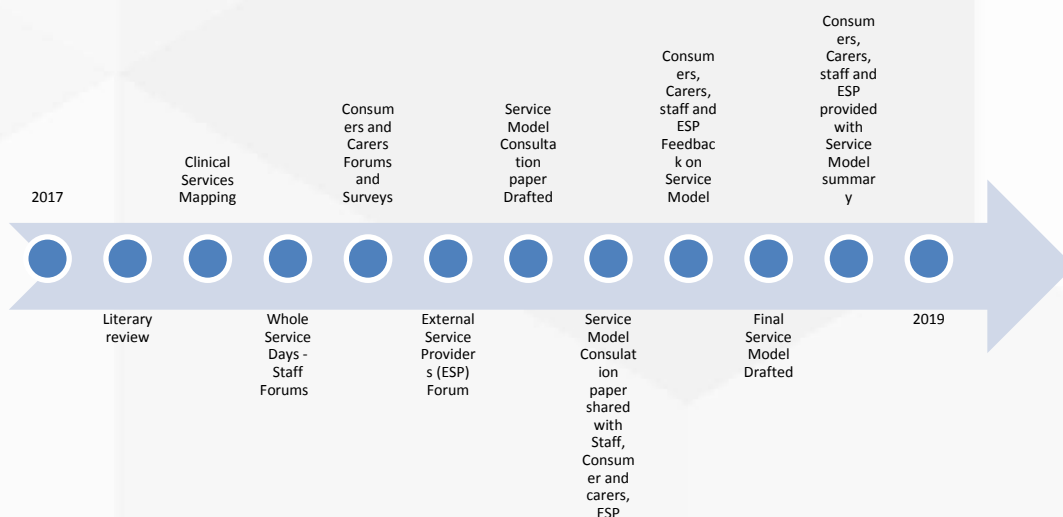 2017
Literary
review
Clinical
Services
Mapping
Whole
Service
Days -
Staff
Forums
Consum
ers and
Carers
Forums
and
Surveys
External
Service
Provider
s (ESP)
Forum
Service
Model
Consulta
tion
paper
Drafted
Service
Model
Consulat
ion
paper
shared
with
Staff,
Consum
er and
carers,
ESP
Consum
ers,
Carers,
staff and
ESP
Feedbac
k on
Service
Model
Final
Service
Model
Drafted
Consum
ers,
Carers,
staff and
ESP
provided
with
Service
Model
summar
y
2019